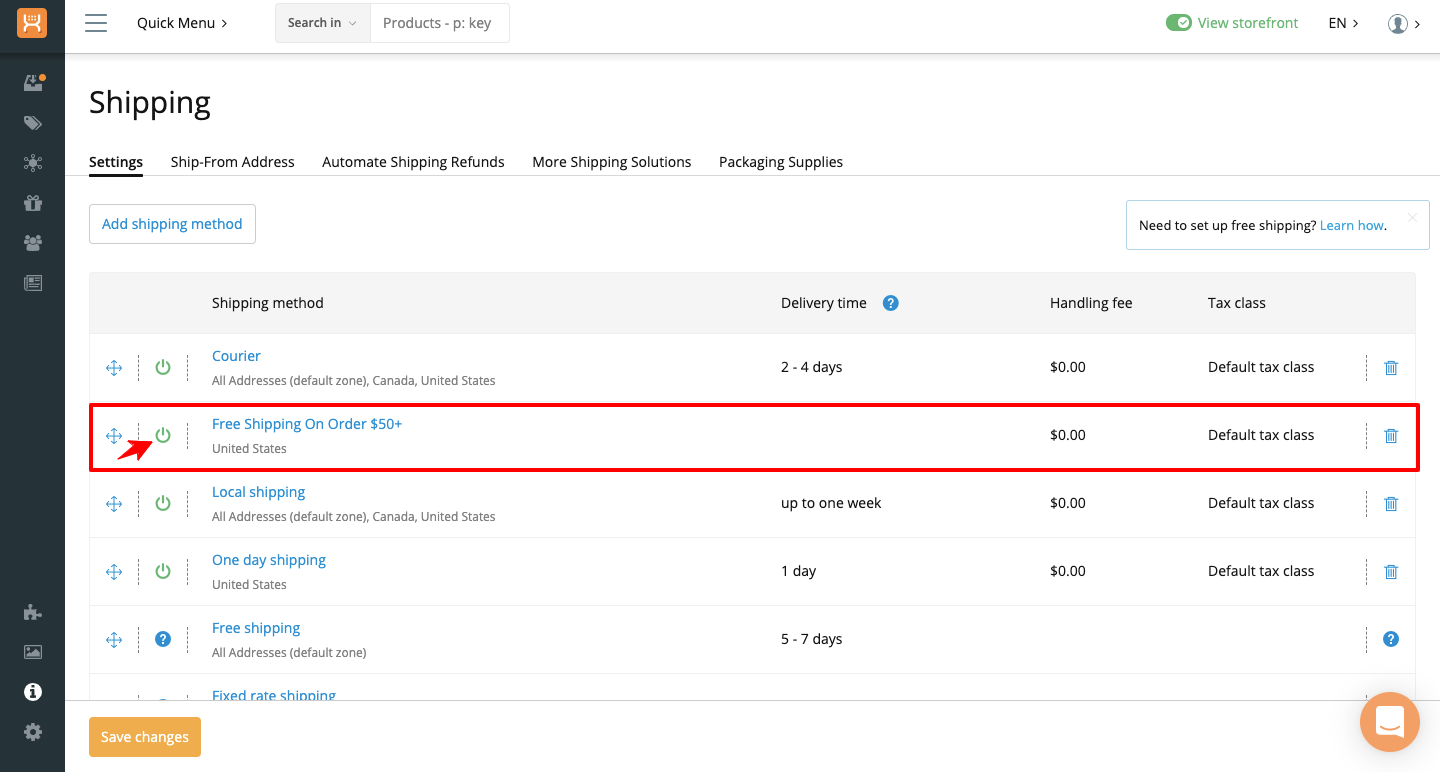 Quick Menu
Search in
Products - p: key
View storefront
EN
Shipping
Settings
Ship-From Address
Automate Shipping Refunds
More Shipping Solutions
Packaging Supplies
Add shipping method
Need to set up free shipping? Learn how.
Shipping method
Delivery time
?
Handling fee
Tax class
Courier
All Addresses (default zone), Canada, United States
2 - 4 days
$0.00
Default tax class
Free Shipping On Order $50+
United States
$0.00
Default tax class
Local shipping
All Addresses (default zone), Canada, United States
up to one week
$0.00
Default tax class
One day shipping
United States
1 day
$0.00
Default tax class
?
Free shipping
All Addresses (default zone)
5 - 7 days
?
Fixed rate shipping
Save changes